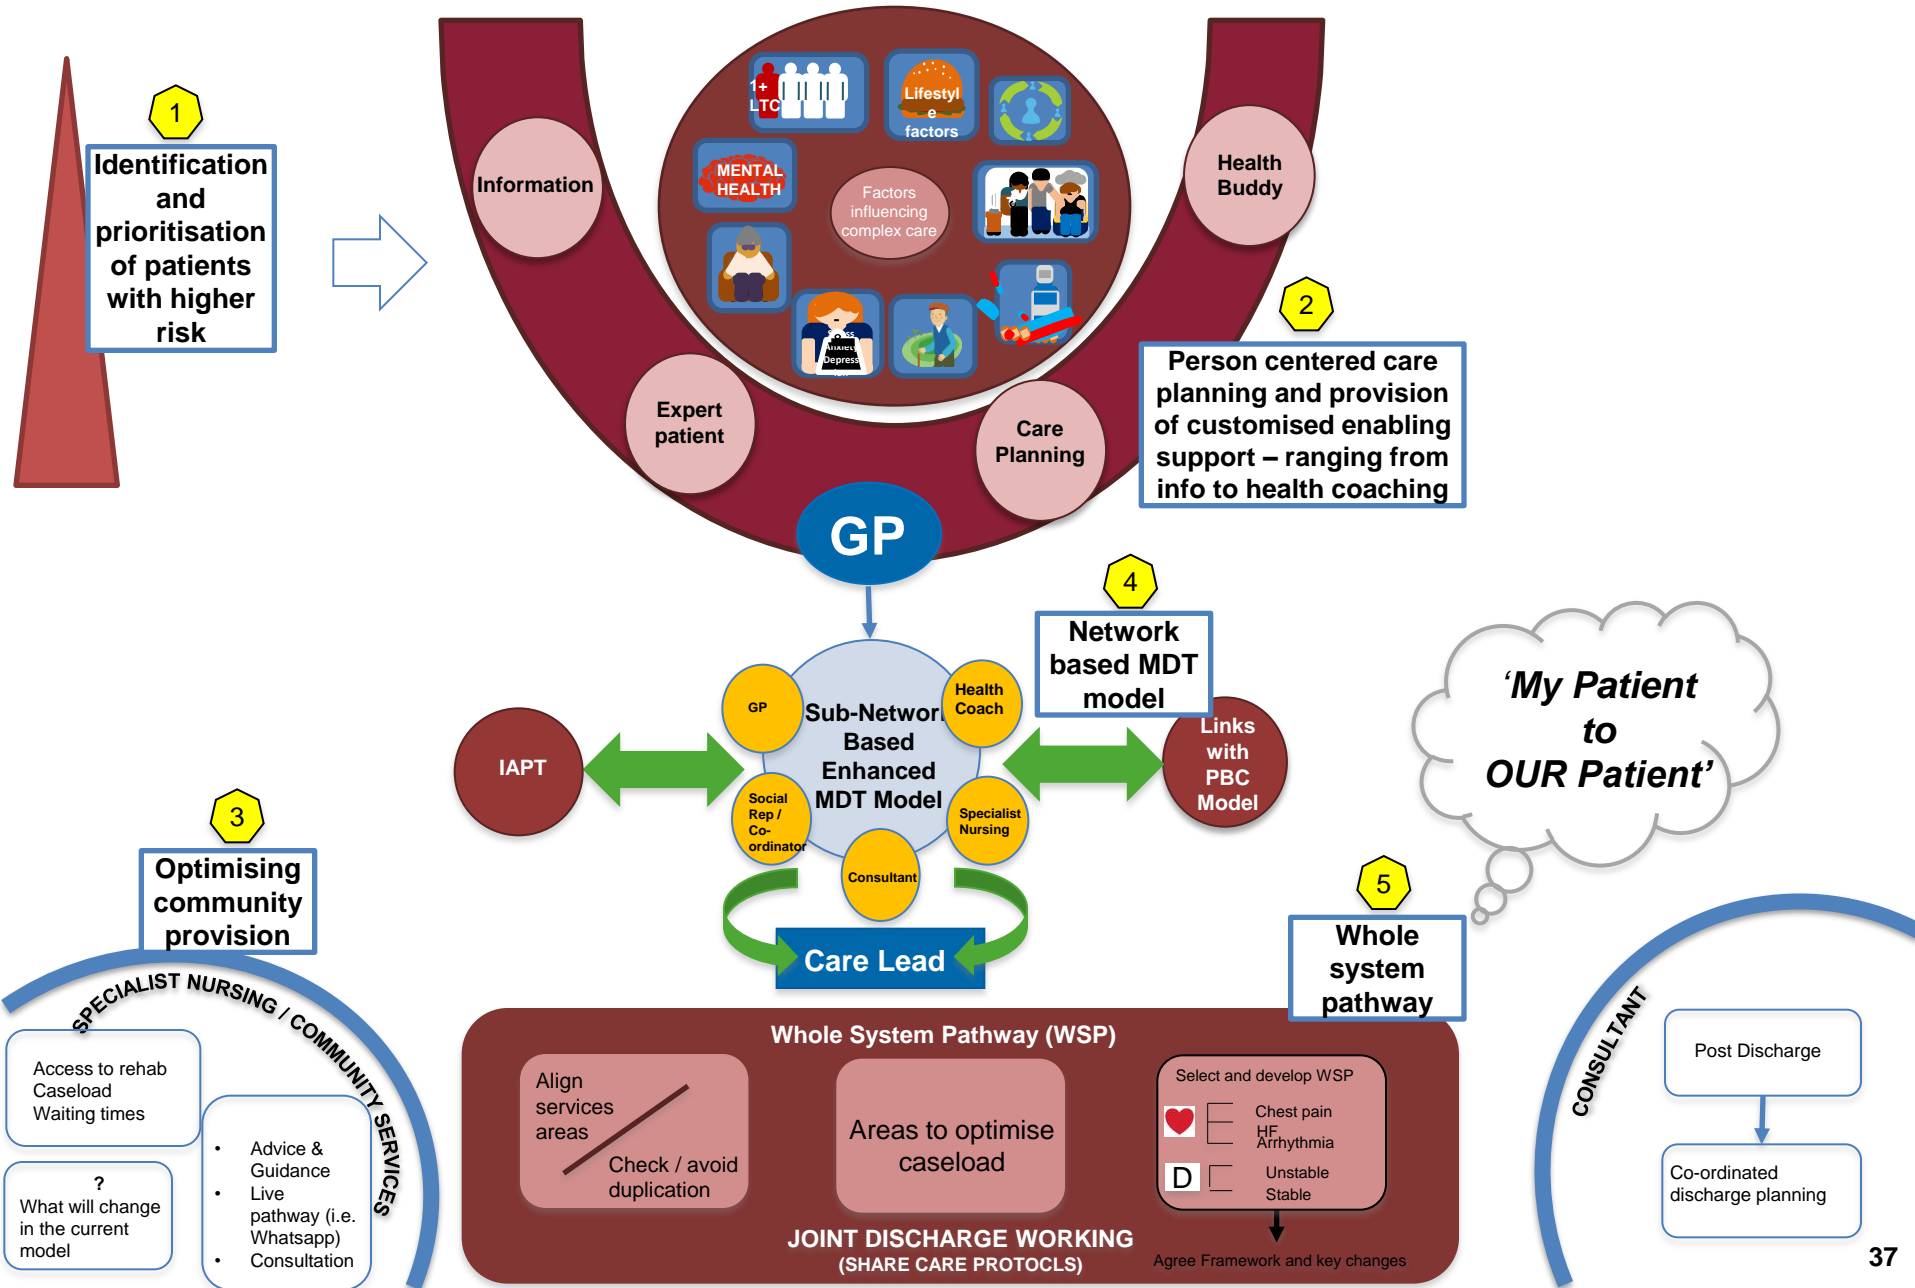 1
Identification
and
prioritisation
of patients
with higher
risk
Information
1+
LTC
Lifestyl
e
factors
MENTAL
HEALTH
Factors
influencing
complex care
Anxiety
Depress
Health
Buddy
2
Person centered care
planning and provision
of customised enabling
support – ranging from
info to health coaching
Expert
patient
Care
Planning
GP
4
Network
based MDT
model
GP
Health
Coach
Sub-Network
Based
Enhanced
MDT Model
Social
Rep /
Co-
ordinator
Specialist
Nursing
Consultant
IAPT
Links
with
PBC
Model
Care Lead
‘My Patient
to
OUR Patient’
3
Optimising
community
provision
SPECIALIST NURSING / COMMUNITY SERVICES
Access to rehab
Caseload
Waiting times
?
What will change
in the current
model
• Advice &
Guidance
• Live
pathway (i.e.
Whatsapp)
• Consultation
5
Whole
system
pathway
Whole System Pathway (WSP)
Align
services
areas
Check / avoid
duplication
Areas to optimise
caseload
Select and develop WSP
Chest pain
HF
Arrhythmia
D
Unstable
Stable
Agree Framework and key changes
JOINT DISCHARGE WORKING
(SHARE CARE PROTOCLS)
CONSULTANT
Post Discharge
Co-ordinated
discharge planning
37